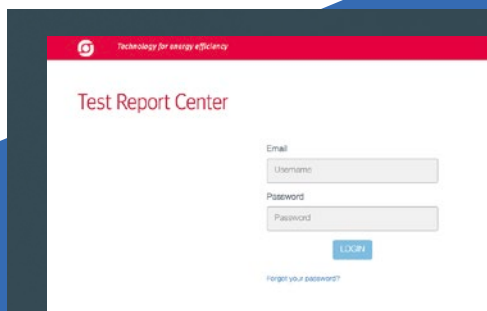 Technology for energy efficiency
Test Report Center
Email
Username
Password
Password
LOGIN
Forgot your password?